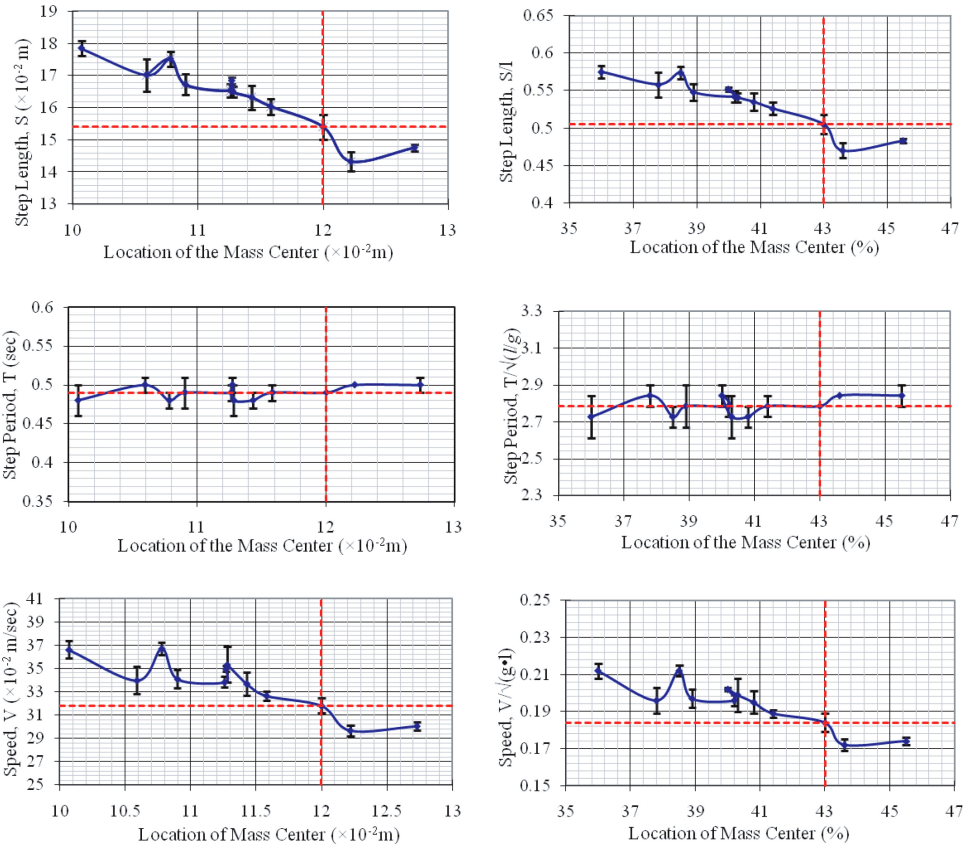 19
18
17
16
15
14
13
Step Length, S (×10⁻² m)
10 11 12 13
Location of the Mass Center (×10⁻²m)
0.65
0.6
0.55
0.5
0.45
0.4
Step Length, S/l
35 37 39 41 43 45 47
Location of the Mass Center (%)
0.6
0.55
0.5
0.45
0.4
0.35
Step Period, T (sec)
10 11 12 13
Location of the Mass Center (×10⁻²m)
3.3
3.1
2.9
2.7
2.5
2.3
Step Period, T/√(l/g)
35 37 39 41 43 45 47
Location of the Mass Center (%)
41
39
37
35
33
31
29
27
25
Speed, V (×10⁻² m/sec)
10 10.5 11 11.5 12 12.5 13
Location of Mass Center (×10⁻²m)
0.25
0.23
0.21
0.19
0.17
0.15
Speed, V/√(g•l)
35 37 39 41 43 45 47
Location of Mass Center (%)